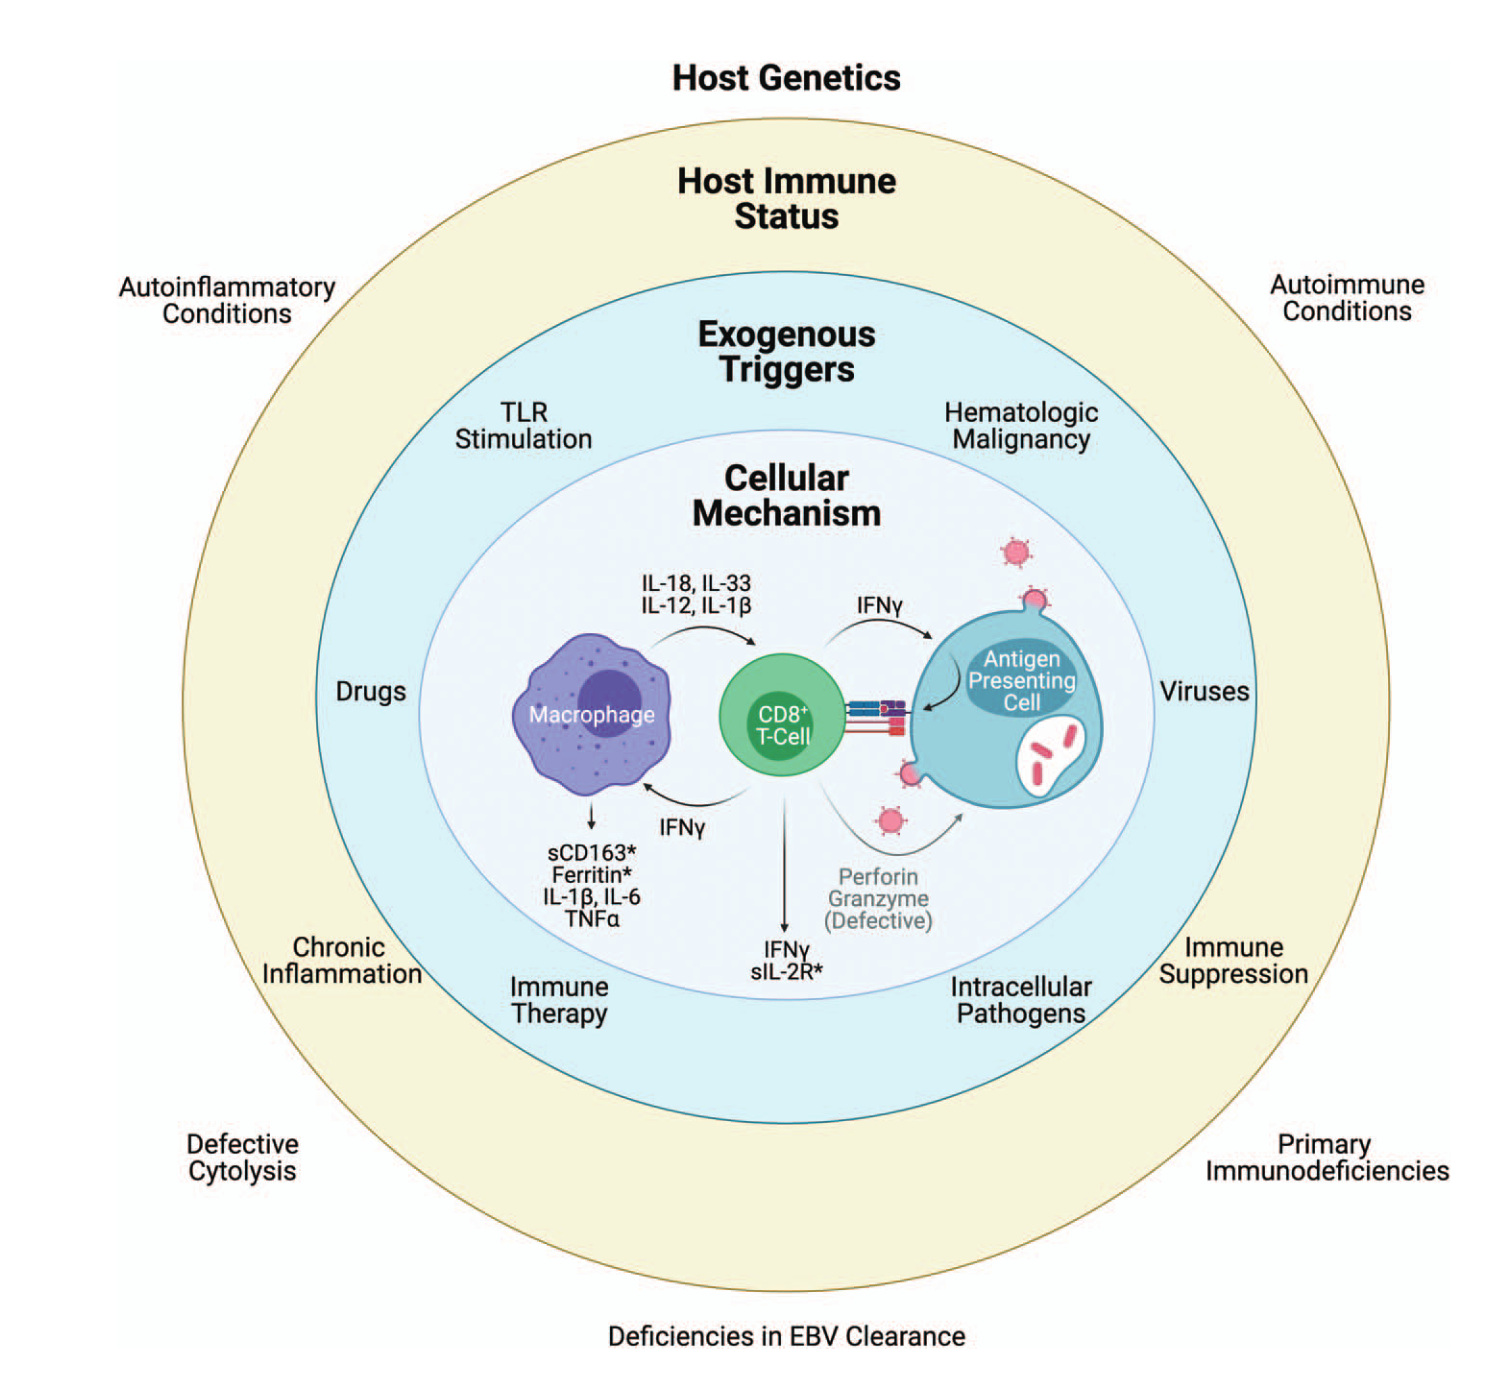 Host Genetics
Host Immune
Status
Autoinflammatory
Conditions
Autoimmune
Conditions
Exogenous
Triggers
TLR
Stimulation
Hematologic
Malignancy
Cellular
Mechanism
IL-18, IL-33
IL-12, IL-1β
IFNγ
Antigen
Presenting
Cell
Drugs
Viruses
Macrophage
CD8⁺
T-Cell
IFNγ
sCD163*
Ferritin*
IL-1β, IL-6
TNFα
Perforin
Granzyme
(Defective)
IFNγ
sIL-2R*
Chronic
Inflammation
Immune
Suppression
Immune
Therapy
Intracellular
Pathogens
Defective
Cytolysis
Primary
Immunodeficiencies
Deficiencies in EBV Clearance